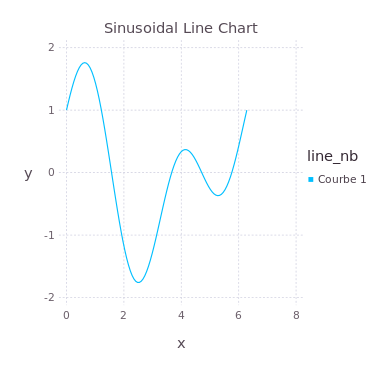 Sinusoidal Line Chart
2
1
0
-1
-2
y
0 2 4 6 8
x
line_nb
Courbe 1